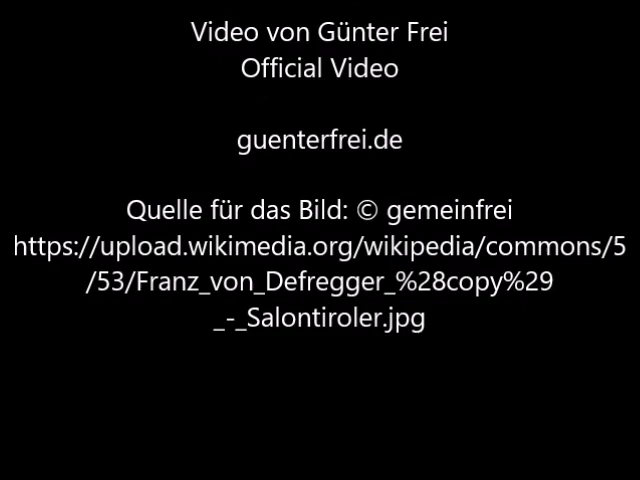 Video von Günter Frei
Official Video
guenterfrei.de
Quelle für das Bild: © gemeinfrei
https://upload.wikimedia.org/wikipedia/commons/5
/53/Franz_von_Defregger_%28copy%29
_-_Salontiroler.jpg